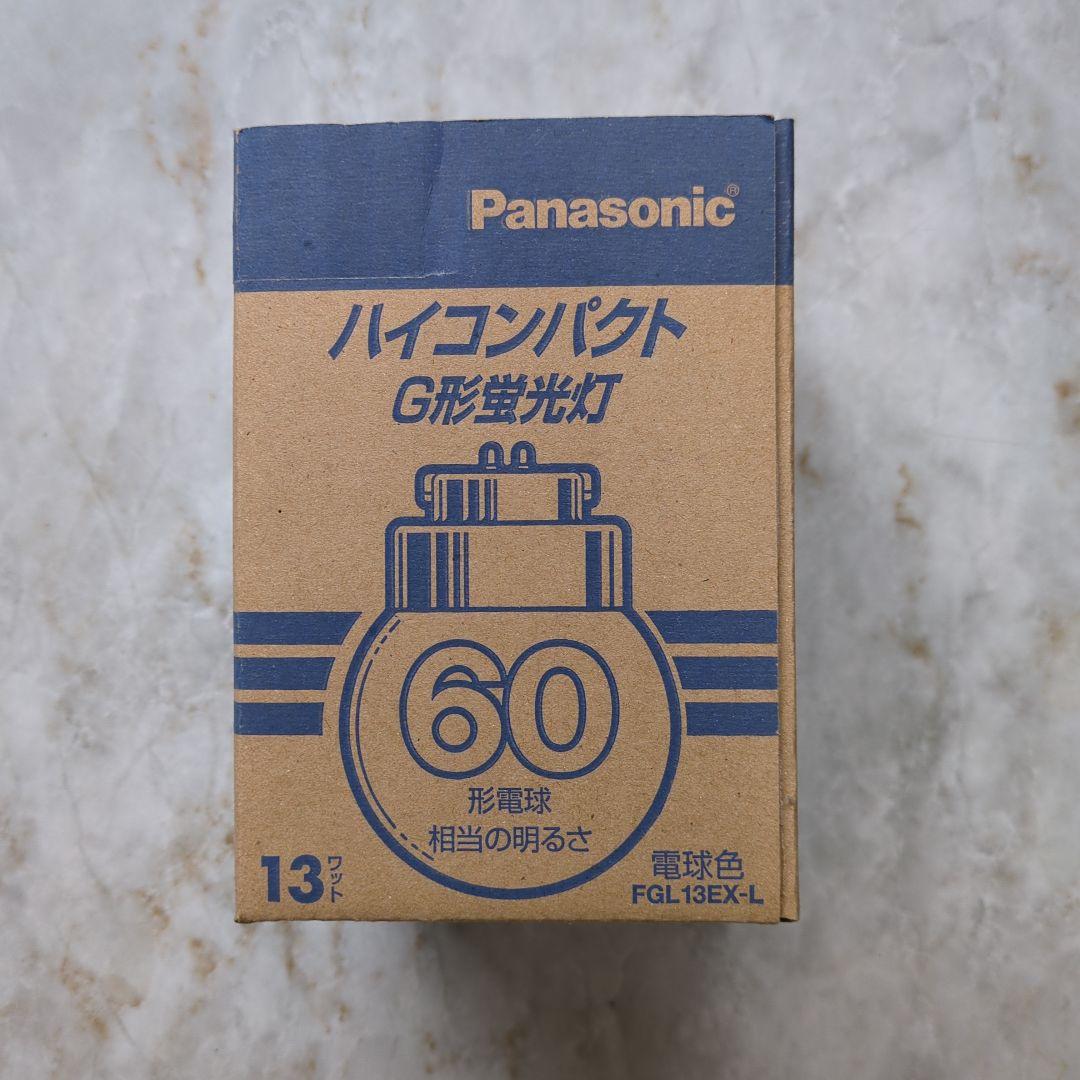 Panasonic®
ハイコンパクト
G形蛍光灯
60
形電球
相当の明るさ
13ワット
電球色
FGL13EX-L